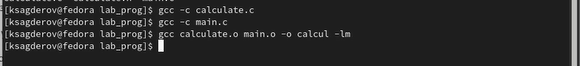 [ksagderov@fedora lab_prog]$ gcc -c calculate.c
[ksagderov@fedora lab_prog]$ gcc -c main.c
[ksagderov@fedora lab_prog]$ gcc calculate.o main.o -o calcul -lm
[ksagderov@fedora lab_prog]$